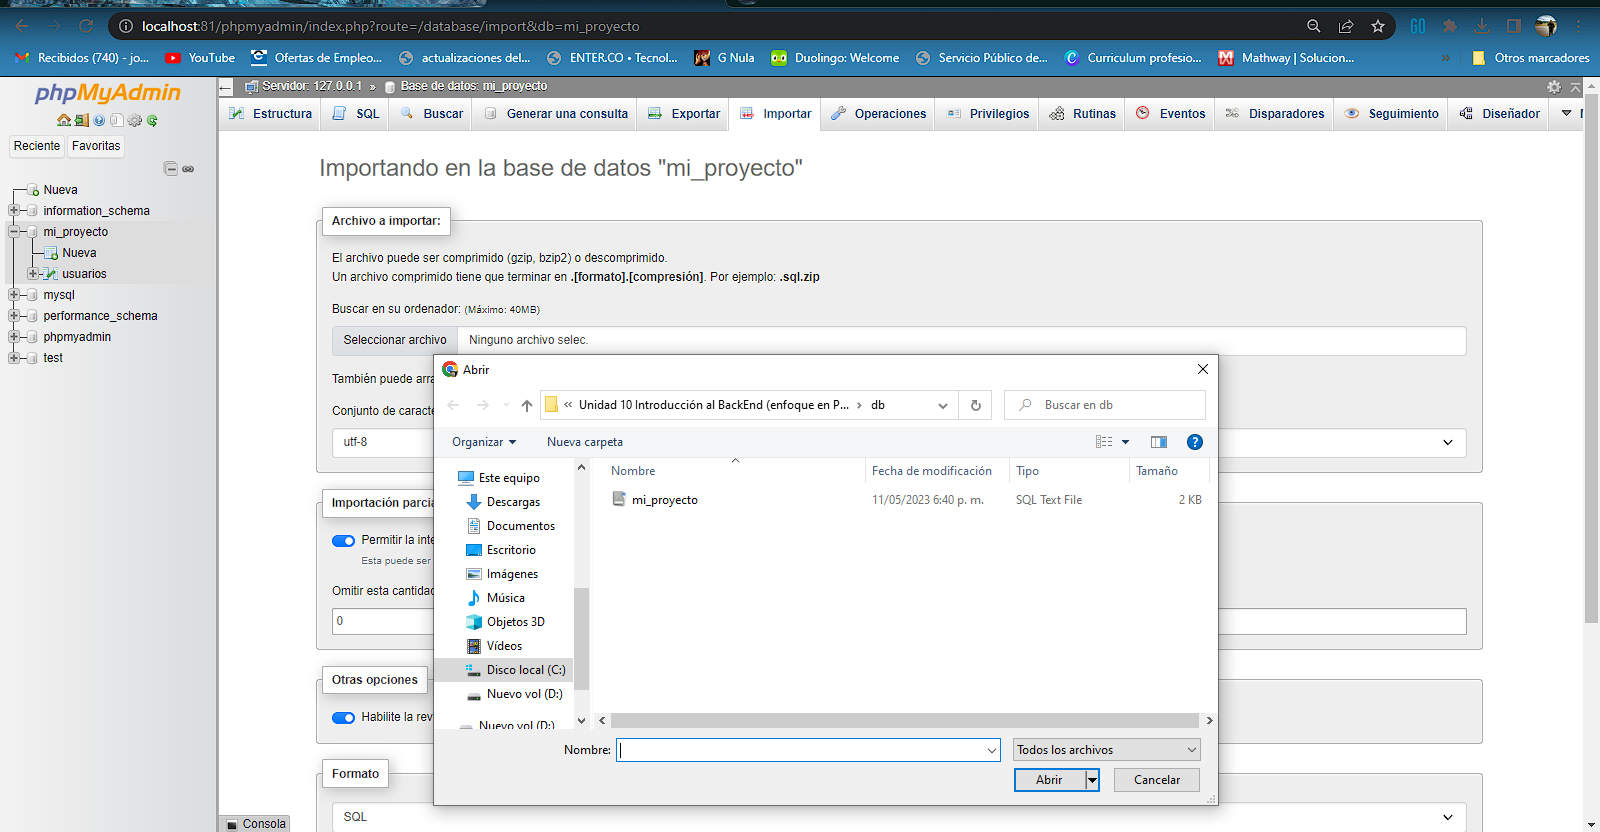 localhost:81/phpmyadmin/index.php?route=/database/import&db=mi_proyecto
Recibidos (740) - jo...
YouTube
Ofertas de Empleo...
actualizaciones del...
ENTER.CO • Tecnol...
G Nula
Duolingo: Welcome
Servicio Público de...
Curriculum profesio...
Mathway | Solucion...
»
Otros marcadores
phpMyAdmin
Reciente
Favoritas
Nueva
information_schema
mi_proyecto
Nueva
usuarios
mysql
performance_schema
phpmyadmin
test
Servidor: 127.0.0.1 » Base de datos: mi_proyecto
Estructura
SQL
Buscar
Generar una consulta
Exportar
Importar
Operaciones
Privilegios
Rutinas
Eventos
Disparadores
Seguimiento
Diseñador
Importando en la base de datos "mi_proyecto"
Archivo a importar:
El archivo puede ser comprimido (gzip, bzip2) o descomprimido.
Un archivo comprimido tiene que terminar en .[formato].[compresión]. Por ejemplo: .sql.zip
Buscar en su ordenador: (Máximo: 40MB)
Seleccionar archivo
Ninguno archivo selec.
También puede arra
Conjunto de caracte
utf-8
Importación parcia
Permitir la inte
Esta puede ser
Omitir esta cantidad
0
Otras opciones
Habilite la rev
Formato
SQL
Consola
Abrir
« Unidad 10 Introducción al BackEnd (enfoque en P... › db
Buscar en db
Organizar
Nueva carpeta
Este equipo
Descargas
Documentos
Escritorio
Imágenes
Música
Objetos 3D
Vídeos
Disco local (C:)
Nuevo vol (D:)
Nuevo vol (D:)
Nombre
Fecha de modificación
Tipo
Tamaño
mi_proyecto
11/05/2023 6:40 p. m.
SQL Text File
2 KB
Nombre:
Todos los archivos
Abrir
Cancelar